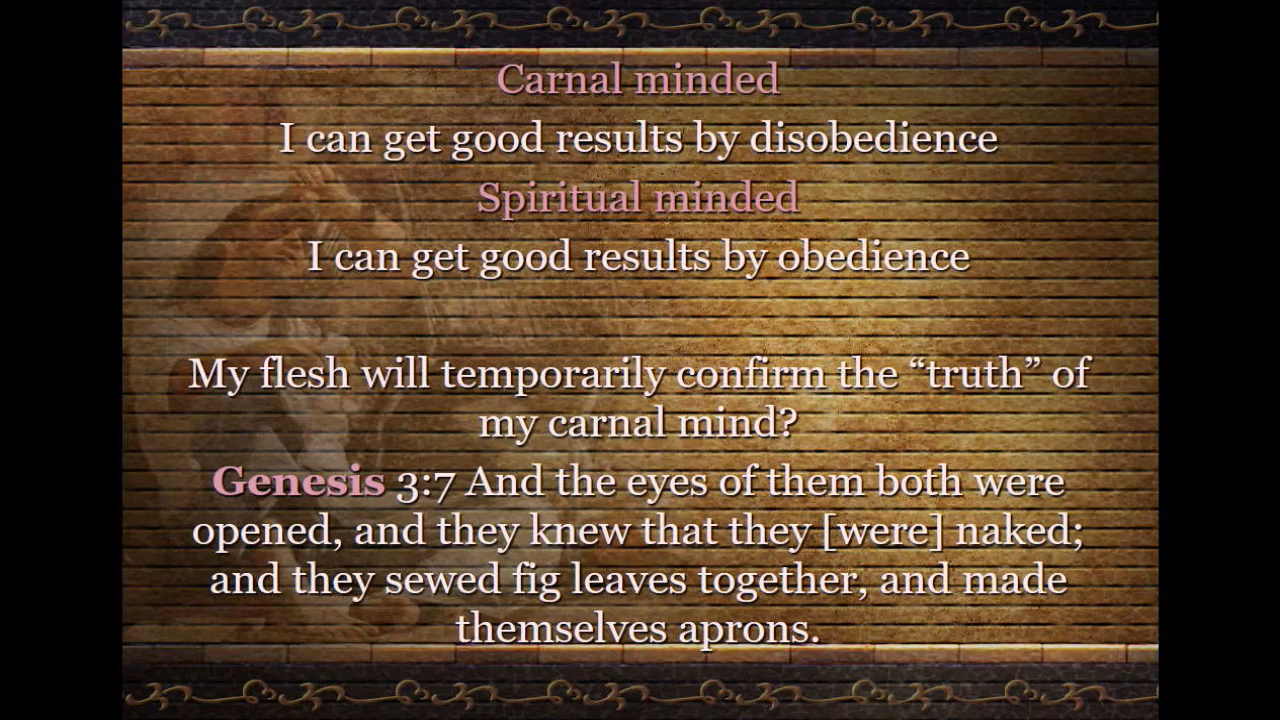 Carnal minded
I can get good results by disobedience
Spiritual minded
I can get good results by obedience
My flesh will temporarily confirm the “truth” of
my carnal mind?
Genesis 3:7 And the eyes of them both were
opened, and they knew that they [were] naked;
and they sewed fig leaves together, and made
themselves aprons.